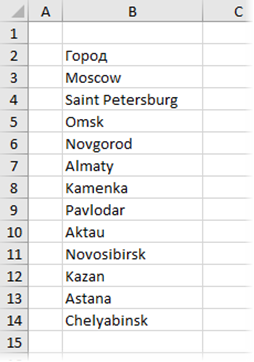 A B C
1
2 Город
3 Moscow
4 Saint Petersburg
5 Omsk
6 Novgorod
7 Almaty
8 Kamenka
9 Pavlodar
10 Aktau
11 Novosibirsk
12 Kazan
13 Astana
14 Chelyabinsk
15